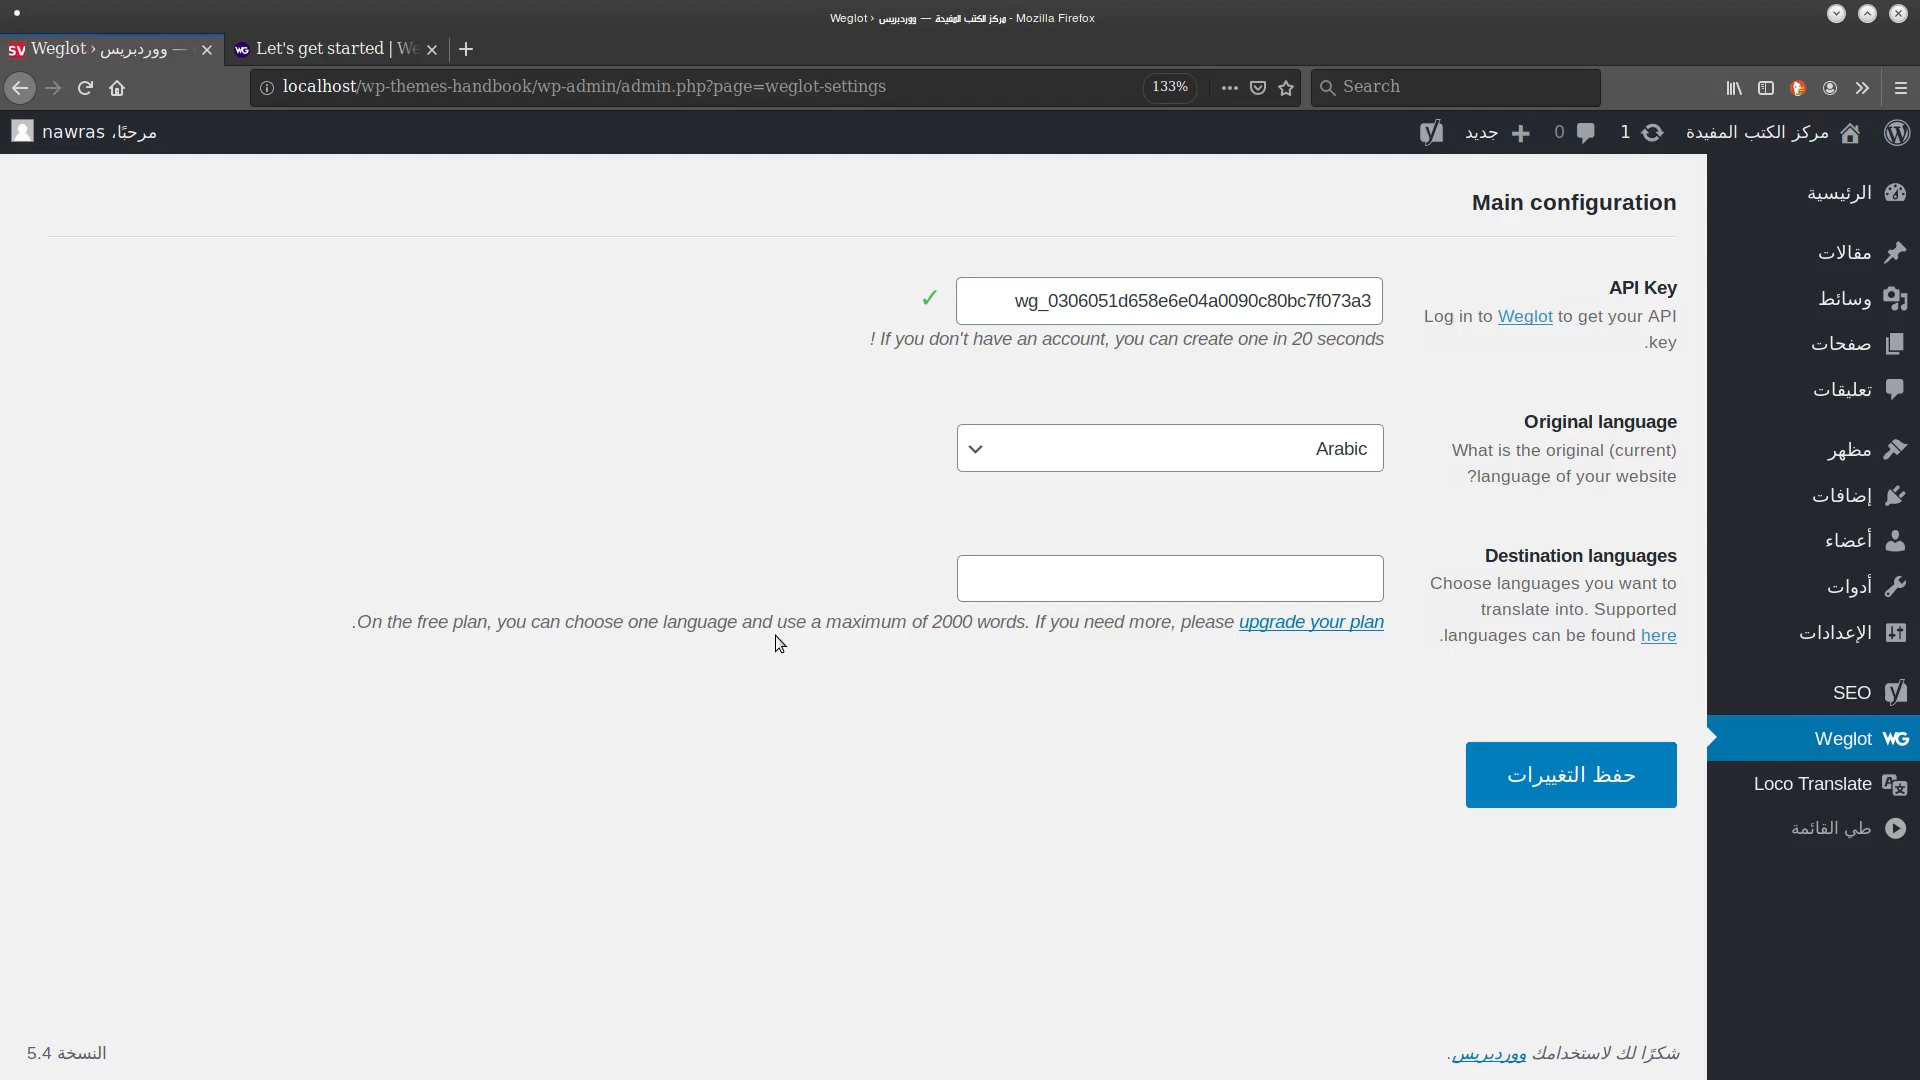 Weglot › مركز الكتب المفيدة — ووردبريس - Mozilla Firefox
Weglot › ووردبريس —
Let's get started | We
localhost/wp-themes-handbook/wp-admin/admin.php?page=weglot-settings
133%
Search
مركز الكتب المفيدة
1
0
جديد
مرحبًا، nawras
الرئيسية
مقالات
وسائط
صفحات
تعليقات
مظهر
إضافات
أعضاء
أدوات
الإعدادات
SEO
Weglot
Loco Translate
طي القائمة
Main configuration
API Key
Log in to Weglot to get your API
.key
wg_0306051d658e6e04a0090c80bc7f073a3
✓
! If you don't have an account, you can create one in 20 seconds
Original language
What is the original (current)
?language of your website
Arabic
Destination languages
Choose languages you want to
translate into. Supported
.languages can be found here
.On the free plan, you can choose one language and use a maximum of 2000 words. If you need more, please upgrade your plan
حفظ التغييرات
شكرًا لك لاستخدامك ووردبريس.
النسخة 5.4